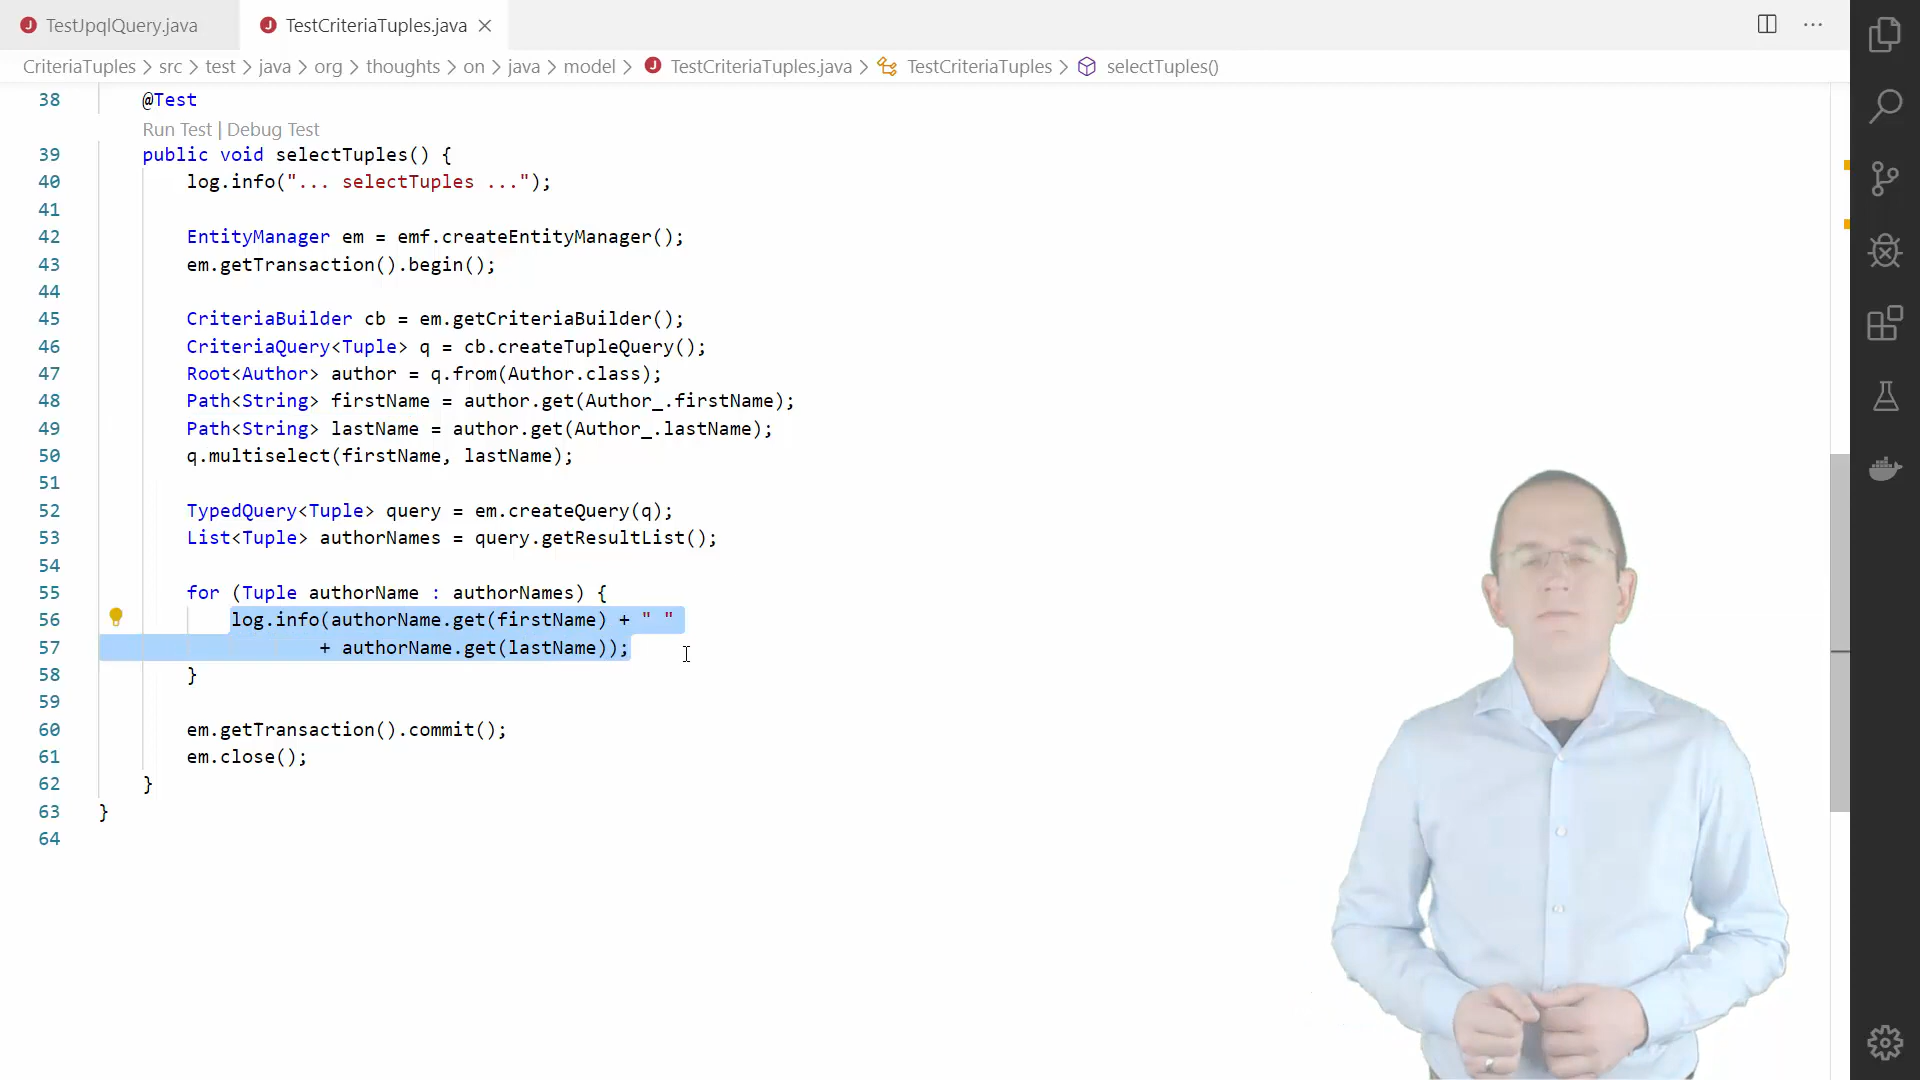 TestJpqlQuery.java
TestCriteriaTuples.java
CriteriaTuples > src > test > java > org > thoughts > on > java > model > TestCriteriaTuples.java > TestCriteriaTuples > selectTuples()
38 @Test
Run Test | Debug Test
39 public void selectTuples() {
40 log.info("... selectTuples ...");
41
42 EntityManager em = emf.createEntityManager();
43 em.getTransaction().begin();
44
45 CriteriaBuilder cb = em.getCriteriaBuilder();
46 CriteriaQuery<Tuple> q = cb.createTupleQuery();
47 Root<Author> author = q.from(Author.class);
48 Path<String> firstName = author.get(Author_.firstName);
49 Path<String> lastName = author.get(Author_.lastName);
50 q.multiselect(firstName, lastName);
51
52 TypedQuery<Tuple> query = em.createQuery(q);
53 List<Tuple> authorNames = query.getResultList();
54
55 for (Tuple authorName : authorNames) {
56 log.info(authorName.get(firstName) + " "
57 + authorName.get(lastName));
58 }
59
60 em.getTransaction().commit();
61 em.close();
62 }
63 }
64